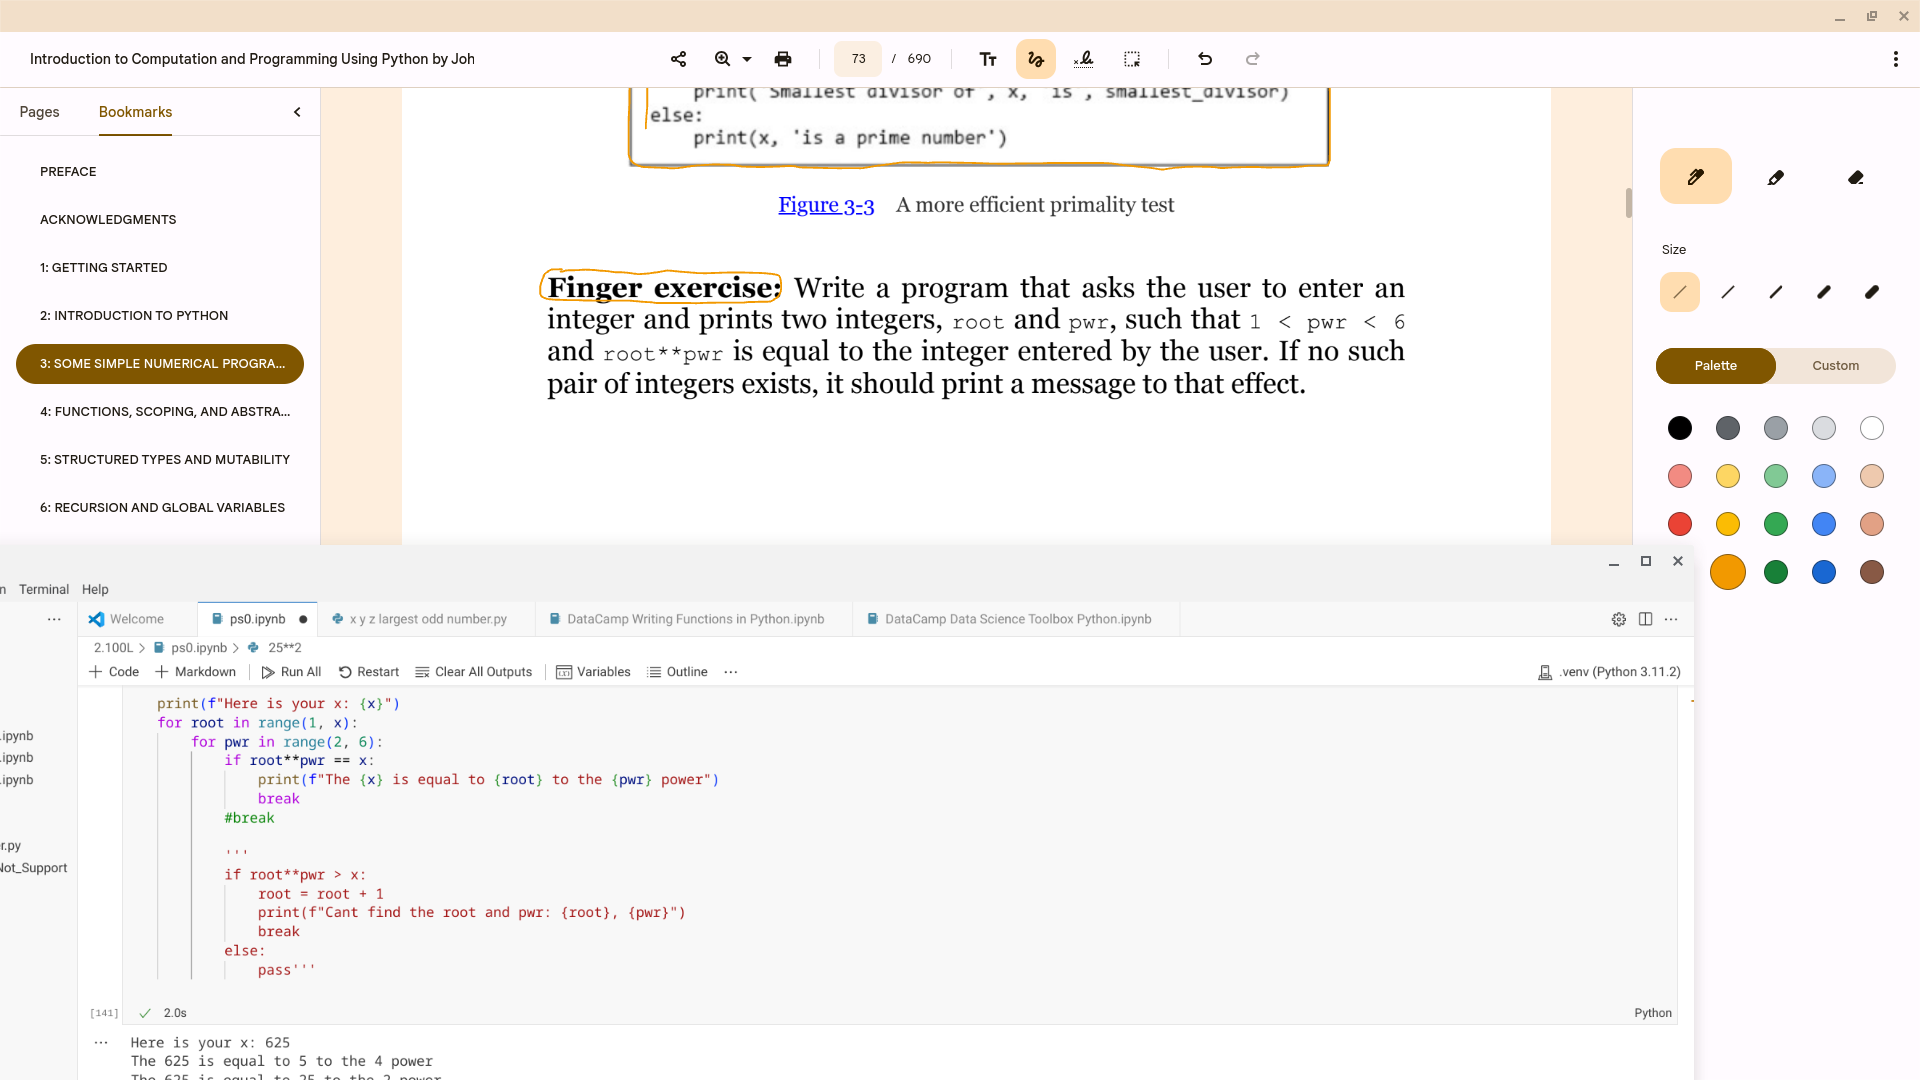 Introduction to Computation and Programming Using Python by Joh
73 / 690
Pages
Bookmarks
PREFACE
ACKNOWLEDGMENTS
1: GETTING STARTED
2: INTRODUCTION TO PYTHON
3: SOME SIMPLE NUMERICAL PROGRA...
4: FUNCTIONS, SCOPING, AND ABSTRA...
5: STRUCTURED TYPES AND MUTABILITY
6: RECURSION AND GLOBAL VARIABLES
print('Smallest divisor of', x, 'is', smallest_divisor)
else:
print(x, 'is a prime number')
Figure 3-3 A more efficient primality test
Finger exercise: Write a program that asks the user to enter an
integer and prints two integers, root and pwr, such that 1 < pwr < 6
and root**pwr is equal to the integer entered by the user. If no such
pair of integers exists, it should print a message to that effect.
Size
Palette
Custom
n Terminal Help
Welcome
ps0.ipynb
x y z largest odd number.py
DataCamp Writing Functions in Python.ipynb
DataCamp Data Science Toolbox Python.ipynb
2.100L > ps0.ipynb > 25**2
Code
Markdown
Run All
Restart
Clear All Outputs
Variables
Outline
.venv (Python 3.11.2)
.ipynb
.ipynb
.ipynb
r.py
Not_Support
print(f"Here is your x: {x}")
for root in range(1, x):
for pwr in range(2, 6):
if root**pwr == x:
print(f"The {x} is equal to {root} to the {pwr} power")
break
#break
'''
if root**pwr > x:
root = root + 1
print(f"Cant find the root and pwr: {root}, {pwr}")
break
else:
pass'''
[141]
2.0s
Python
Here is your x: 625
The 625 is equal to 5 to the 4 power
The 625 is equal to 25 to the 2 power